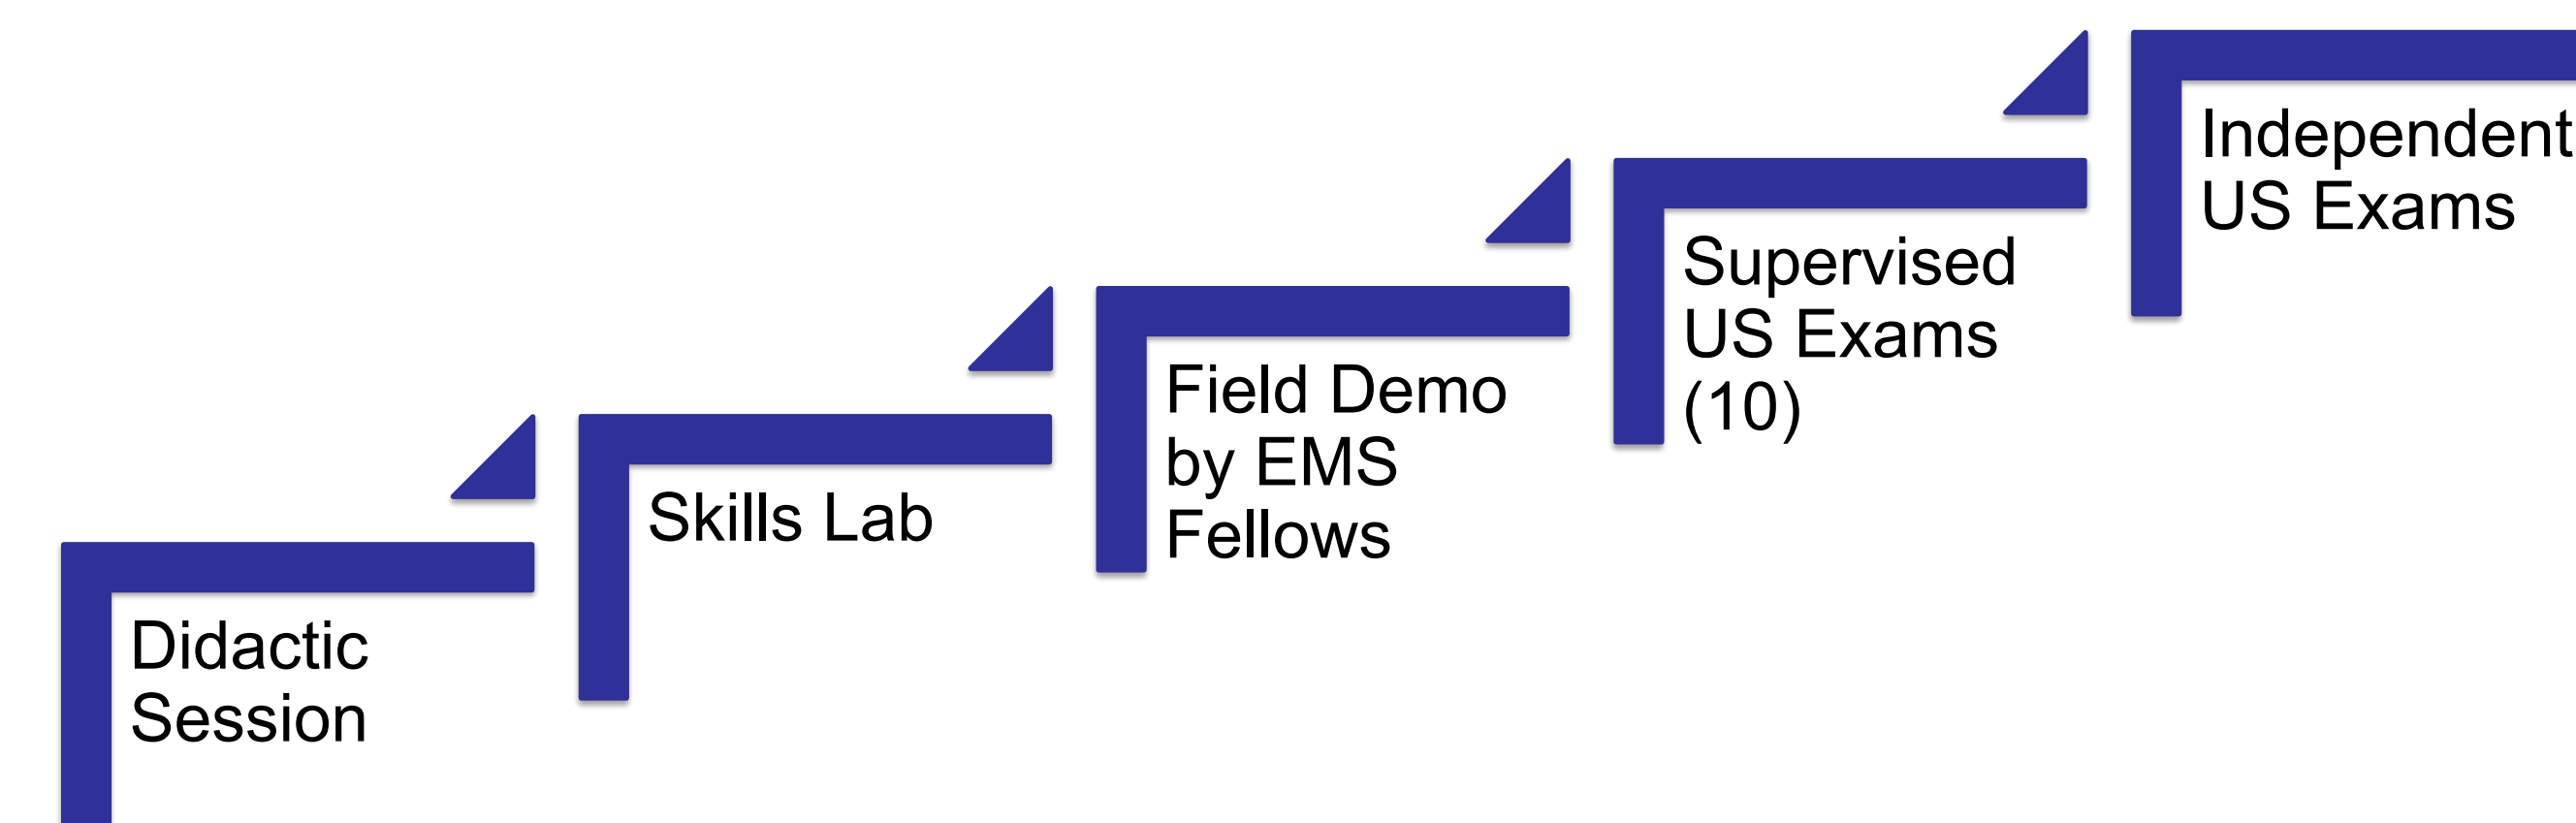 Didactic
Session
Skills Lab
Field Demo
by EMS
Fellows
Supervised
US Exams
(10)
Independent
US Exams